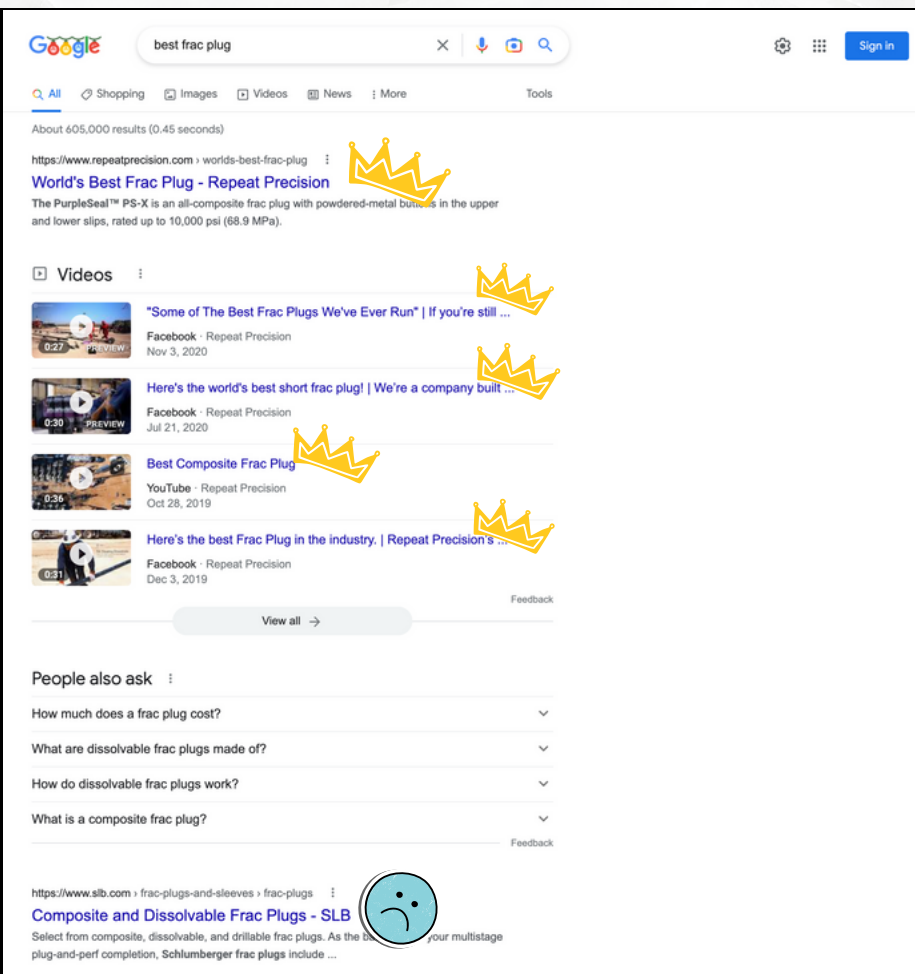 Google
best frac plug
Sign in
All Shopping Images Videos News More Tools
About 605,000 results (0.45 seconds)
https://www.repeatprecision.com › worlds-best-frac-plug
World's Best Frac Plug - Repeat Precision
The PurpleSeal™ PS-X is an all-composite frac plug with powdered-metal buttons in the upper
and lower slips, rated up to 10,000 psi (68.9 MPa).
Videos
"Some of The Best Frac Plugs We've Ever Run" | If you're still ...
Facebook · Repeat Precision
Nov 3, 2020
0:27 PREVIEW
Here's the world's best short frac plug! | We're a company built ...
Facebook · Repeat Precision
Jul 21, 2020
0:30 PREVIEW
Best Composite Frac Plug
YouTube · Repeat Precision
Oct 28, 2019
0:36
Here's the best Frac Plug in the industry. | Repeat Precision's ...
Facebook · Repeat Precision
Dec 3, 2019
0:31
Feedback
View all →
People also ask
How much does a frac plug cost?
What are dissolvable frac plugs made of?
How do dissolvable frac plugs work?
What is a composite frac plug?
Feedback
https://www.slb.com › frac-plugs-and-sleeves › frac-plugs
Composite and Dissolvable Frac Plugs - SLB
Select from composite, dissolvable, and drillable frac plugs. As the your multistage
plug-and-perf completion, Schlumberger frac plugs include ...